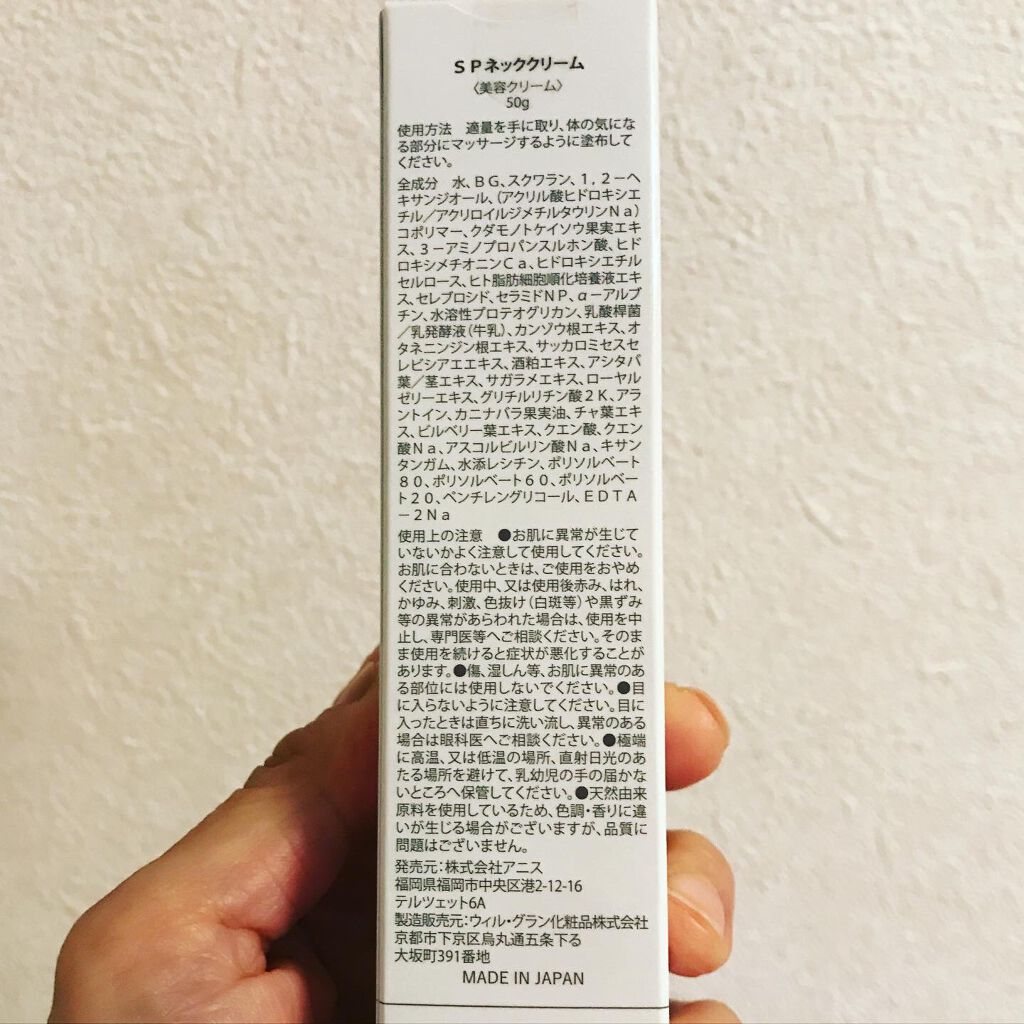 ＳＰネッククリーム
〈美容クリーム〉
50g
使用方法　適量を手に取り、体の気にな
る部分にマッサージするように塗布して
ください。
全成分　水、ＢＧ、スクワラン、１，２－ヘ
キサンジオール、（アクリル酸ヒドロキシエ
チル／アクリロイルジメチルタウリンＮａ）
コポリマー、クダモノトケイソウ果実エキ
ス、３－アミノプロパンスルホン酸、ヒド
ロキシメチオニンＣａ、ヒドロキシエチル
セルロース、ヒト脂肪細胞順化培養液エキ
ス、セレブロシド、セラミドＮＰ、α－アルブ
チン、水溶性プロテオグリカン、乳酸桿菌
／乳発酵液（牛乳）、カンゾウ根エキス、オ
タネニンジン根エキス、サッカロミセスセ
レビシアエエキス、酒粕エキス、アシタバ
葉／茎エキス、サガラメエキス、ローヤル
ゼリーエキス、グリチルリチン酸２Ｋ、アラ
ントイン、カニナバラ果実油、チャ葉エキ
ス、ビルベリー葉エキス、クエン酸、クエン
酸Ｎａ、アスコルビルリン酸Ｎａ、キサン
タンガム、水添レシチン、ポリソルベート
８０、ポリソルベート６０、ポリソルベー
ト２０、ペンチレングリコール、ＥＤＴＡ
－２Ｎａ
使用上の注意　●お肌に異常が生じて
いないかよく注意して使用してください。
お肌に合わないときは、ご使用をおやめ
ください。使用中、又は使用後赤み、はれ、
かゆみ、刺激、色抜け（白斑等）や黒ずみ
等の異常があらわれた場合は、使用を中
止し、専門医等へご相談ください。そのま
ま使用を続けると症状が悪化することが
あります。●傷、湿しん等、お肌に異常のあ
る部位には使用しないでください。●目
に入らないように注意してください。目に
入ったときは直ちに洗い流し、異常のある
場合は眼科医へご相談ください。●極端
に高温、又は低温の場所、直射日光のあ
たる場所を避けて、乳幼児の手の届かな
いところへ保管してください。●天然由来
原料を使用しているため、色調・香りに違
いが生じる場合がございますが、品質に
問題はございません。
発売元：株式会社アニス
福岡県福岡市中央区港2-12-16
テルツェット6A
製造販売元：ウィル・グラン化粧品株式会社
京都市下京区烏丸通五条下る
大坂町391番地
MADE IN JAPAN